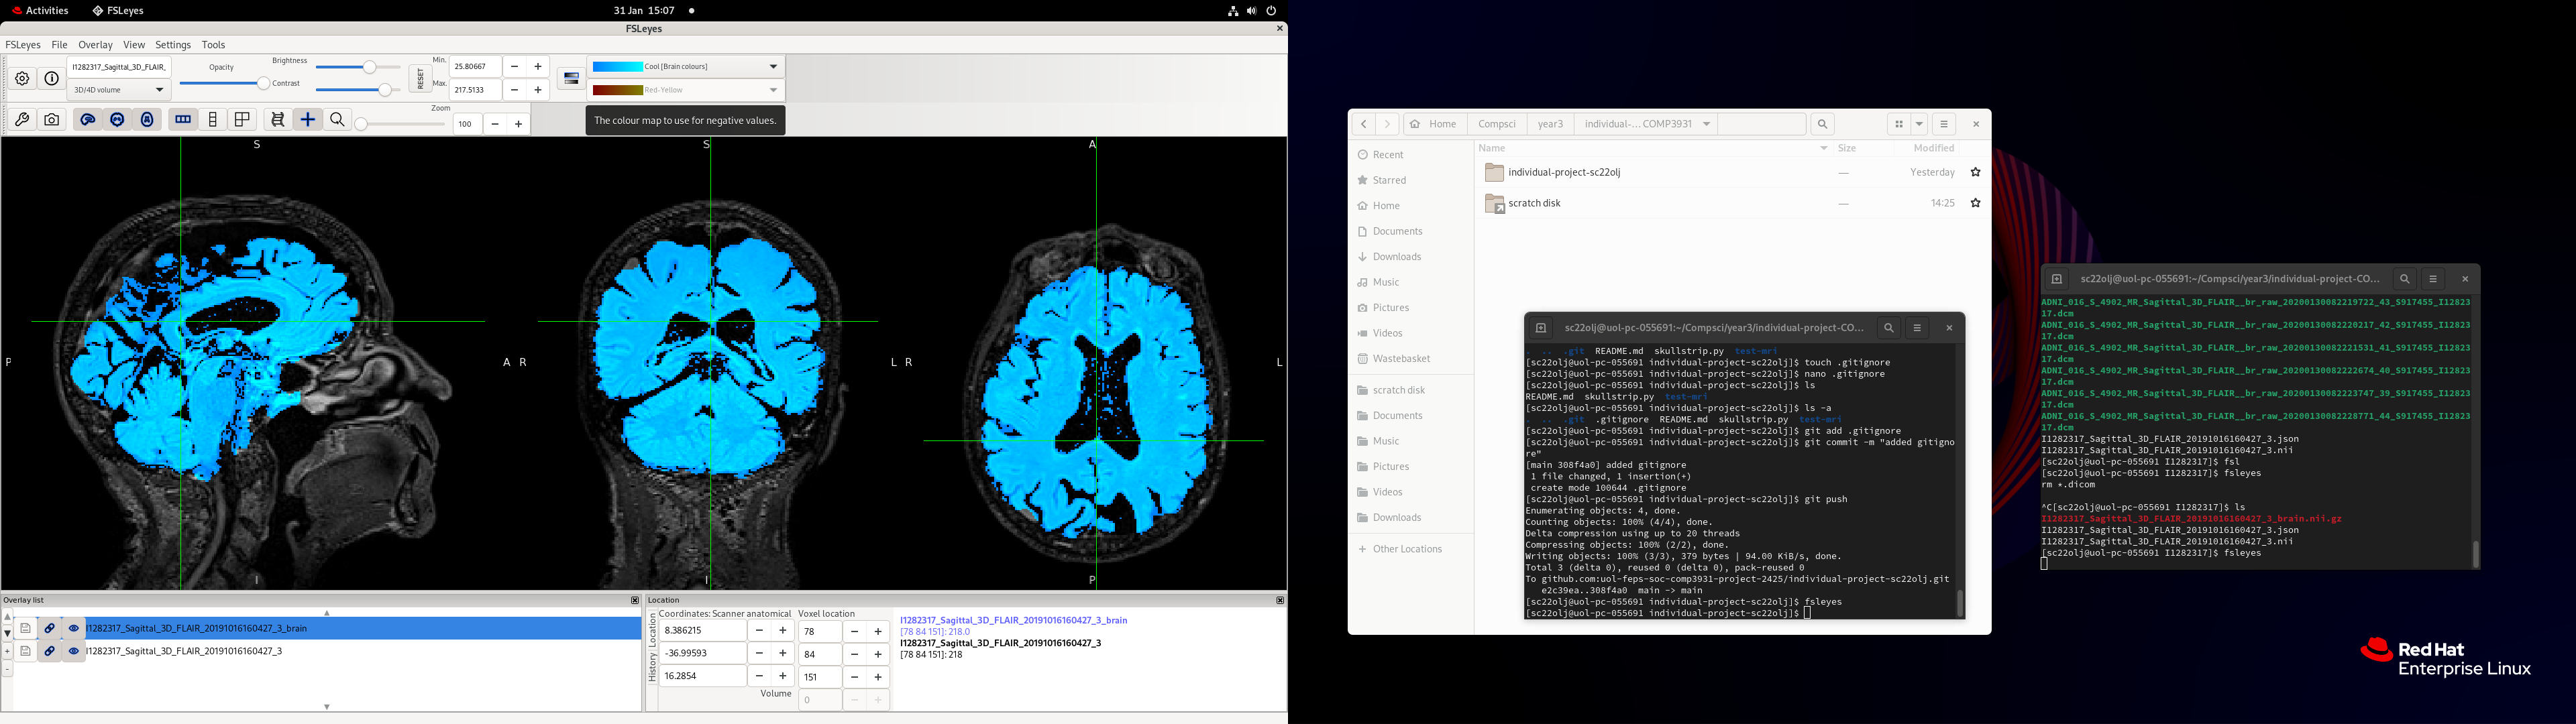 Activities FSLeyes 31 Jan 15:07
FSLeyes
FSLeyes File Overlay View Settings Tools
I1282317_Sagittal_3D_FLAIR_
3D/4D volume
Opacity
Brightness
Contrast
RESET
Min. 25.80667
Max. 217.5133
Cool [Brain colours]
Red-Yellow
Zoom
100
The colour map to use for negative values.
S S A
P A R L R L
I I P
Overlay list
I1282317_Sagittal_3D_FLAIR_20191016160427_3_brain
I1282317_Sagittal_3D_FLAIR_20191016160427_3
Location
Location
History
Coordinates: Scanner anatomical Voxel location
8.386215 78
-36.99593 84
16.2854 151
Volume 0
I1282317_Sagittal_3D_FLAIR_20191016160427_3_brain
[78 84 151]: 218.0
I1282317_Sagittal_3D_FLAIR_20191016160427_3
[78 84 151]: 218
Home Compsci year3 individual-... COMP3931
Recent
Starred
Home
Documents
Downloads
Music
Pictures
Videos
Wastebasket
scratch disk
Documents
Music
Pictures
Videos
Downloads
Other Locations
Name Size Modified
individual-project-sc22olj — Yesterday
scratch disk — 14:25
sc22olj@uol-pc-055691:~/Compsci/year3/individual-project-CO...
. .. .git README.md skullstrip.py test-mri
[sc22olj@uol-pc-055691 individual-project-sc22olj]$ touch .gitignore
[sc22olj@uol-pc-055691 individual-project-sc22olj]$ nano .gitignore
[sc22olj@uol-pc-055691 individual-project-sc22olj]$ ls
README.md skullstrip.py test-mri
[sc22olj@uol-pc-055691 individual-project-sc22olj]$ ls -a
. .. .git .gitignore README.md skullstrip.py test-mri
[sc22olj@uol-pc-055691 individual-project-sc22olj]$ git add .gitignore
[sc22olj@uol-pc-055691 individual-project-sc22olj]$ git commit -m "added gitigno
re"
[main 308f4a0] added gitignore
1 file changed, 1 insertion(+)
create mode 100644 .gitignore
[sc22olj@uol-pc-055691 individual-project-sc22olj]$ git push
Enumerating objects: 4, done.
Counting objects: 100% (4/4), done.
Delta compression using up to 20 threads
Compressing objects: 100% (2/2), done.
Writing objects: 100% (3/3), 379 bytes | 94.00 KiB/s, done.
Total 3 (delta 0), reused 0 (delta 0), pack-reused 0
To github.com:uol-feps-soc-comp3931-project-2425/individual-project-sc22olj.git
e2c39ea..308f4a0 main -> main
[sc22olj@uol-pc-055691 individual-project-sc22olj]$ fsleyes
[sc22olj@uol-pc-055691 individual-project-sc22olj]$
sc22olj@uol-pc-055691:~/Compsci/year3/individual-project-CO...
ADNI_016_S_4902_MR_Sagittal_3D_FLAIR__br_raw_20200130082219722_43_S917455_I12823
17.dcm
ADNI_016_S_4902_MR_Sagittal_3D_FLAIR__br_raw_20200130082220217_42_S917455_I12823
17.dcm
ADNI_016_S_4902_MR_Sagittal_3D_FLAIR__br_raw_20200130082221531_41_S917455_I12823
17.dcm
ADNI_016_S_4902_MR_Sagittal_3D_FLAIR__br_raw_20200130082222674_40_S917455_I12823
17.dcm
ADNI_016_S_4902_MR_Sagittal_3D_FLAIR__br_raw_20200130082223747_39_S917455_I12823
17.dcm
ADNI_016_S_4902_MR_Sagittal_3D_FLAIR__br_raw_20200130082228771_44_S917455_I12823
17.dcm
I1282317_Sagittal_3D_FLAIR_20191016160427_3.json
I1282317_Sagittal_3D_FLAIR_20191016160427_3.nii
[sc22olj@uol-pc-055691 I1282317]$ fsl
[sc22olj@uol-pc-055691 I1282317]$ fsleyes
rm *.dicom
^C[sc22olj@uol-pc-055691 I1282317]$ ls
I1282317_Sagittal_3D_FLAIR_20191016160427_3_brain.nii.gz
I1282317_Sagittal_3D_FLAIR_20191016160427_3.json
I1282317_Sagittal_3D_FLAIR_20191016160427_3.nii
[sc22olj@uol-pc-055691 I1282317]$ fsleyes
Red Hat
Enterprise Linux